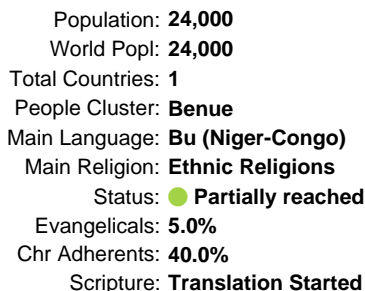 Population: 24,000
World Popl: 24,000
Total Countries: 1
People Cluster: Benue
Main Language: Bu (Niger-Congo)
Main Religion: Ethnic Religions
Status: Partially reached
Evangelicals: 5.0%
Chr Adherents: 40.0%
Scripture: Translation Started